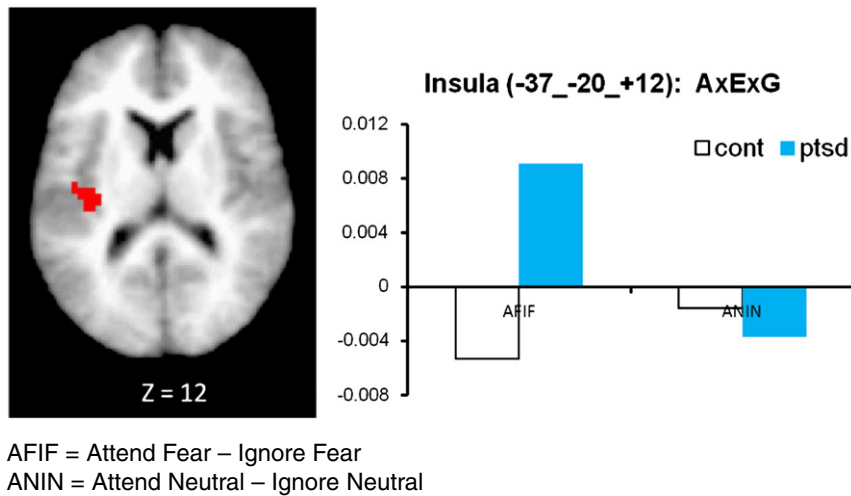 Insula (-37_-20_+12): AxExG
0.012
0.008
0.004
0
-0.004
-0.008
cont ptsd
AFIF ANIN
Z = 12
AFIF = Attend Fear – Ignore Fear
ANIN = Attend Neutral – Ignore Neutral